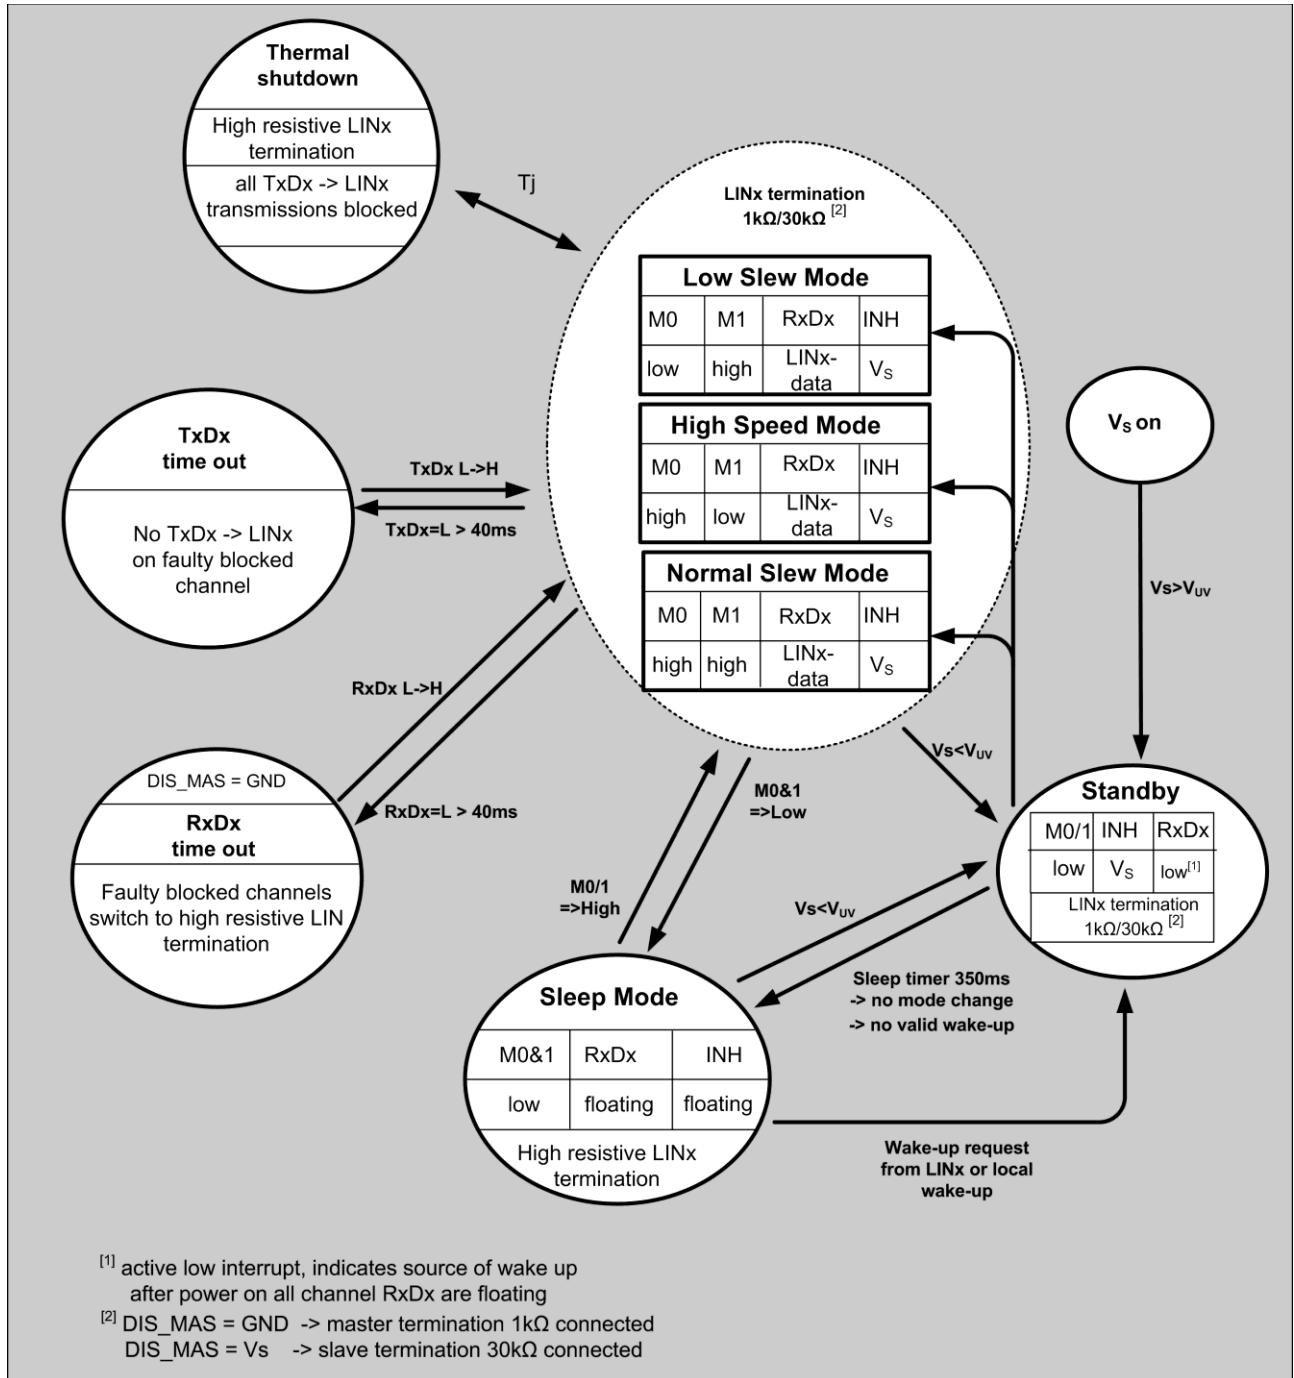 Thermal
shutdown
High resistive LINx
termination
all TxDx -> LINx
transmissions blocked
Tj
LINx termination
1kΩ/30kΩ [2]
Low Slew Mode
M0 M1 RxDx INH
low high LINx-
data VS
High Speed Mode
M0 M1 RxDx INH
high low LINx-
data VS
Normal Slew Mode
M0 M1 RxDx INH
high high LINx-
data VS
VS on
Vs>VUV
TxDx
time out
No TxDx -> LINx
on faulty blocked
channel
TxDx L->H
TxDx=L > 40ms
RxDx L->H
RxDx=L > 40ms
DIS_MAS = GND
RxDx
time out
Faulty blocked channels
switch to high resistive LIN
termination
M0&1
=>Low
M0/1
=>High
Vs<VUV
Vs<VUV
Standby
M0/1 INH RxDx
low VS low[1]
LINx termination
1kΩ/30kΩ [2]
Sleep timer 350ms
-> no mode change
-> no valid wake-up
Sleep Mode
M0&1 RxDx INH
low floating floating
High resistive LINx
termination
Wake-up request
from LINx or local
wake-up
[1] active low interrupt, indicates source of wake up
after power on all channel RxDx are floating
[2] DIS_MAS = GND -> master termination 1kΩ connected
DIS_MAS = Vs -> slave termination 30kΩ connected